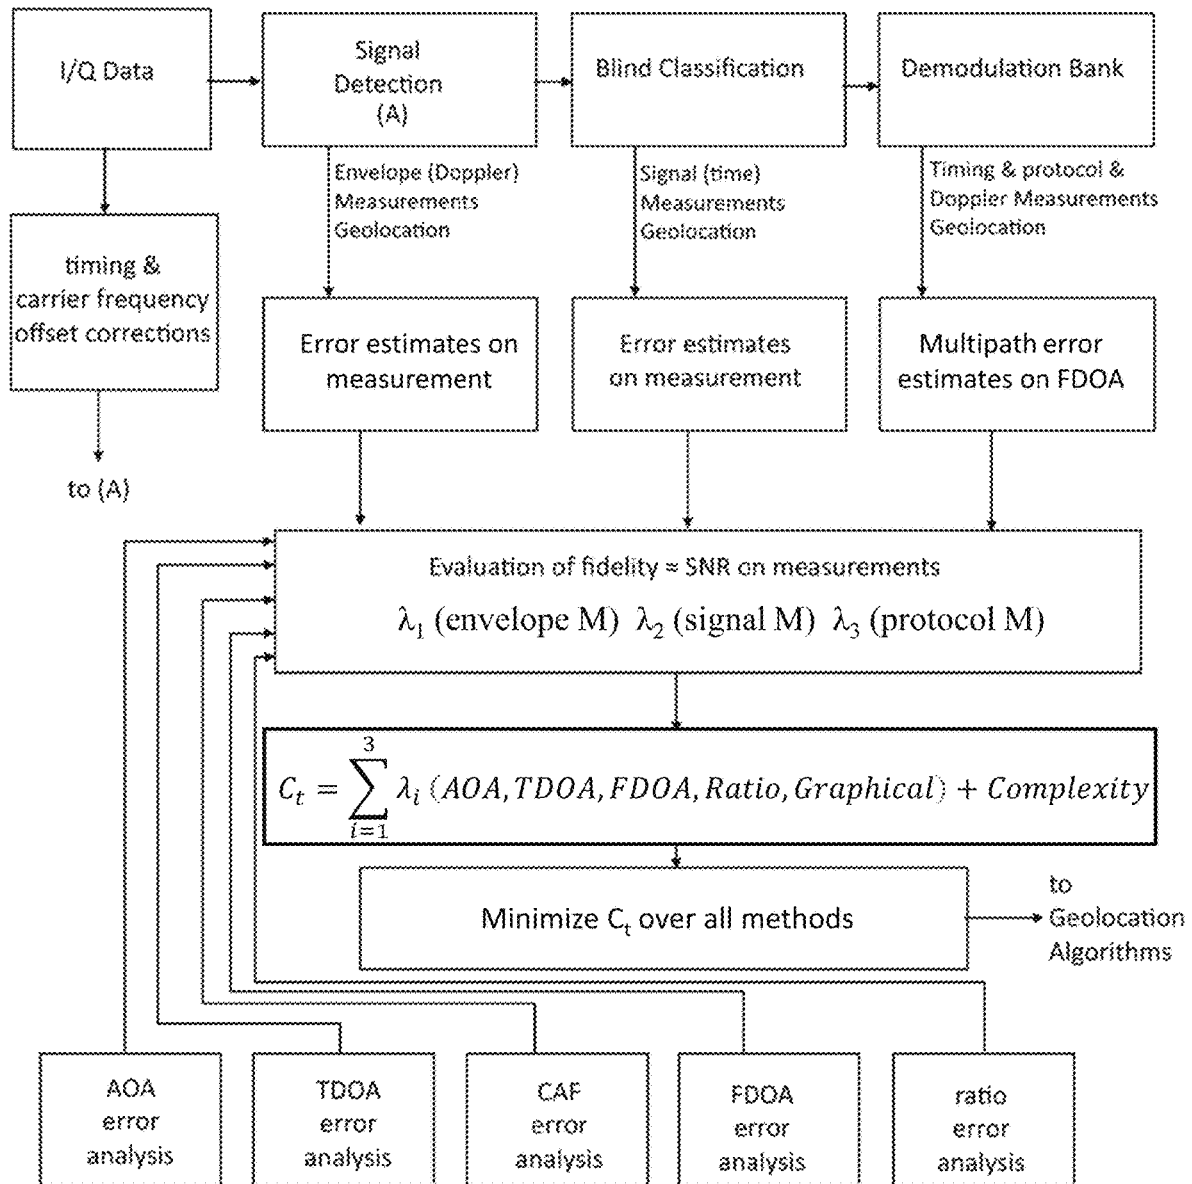 I/Q Data
Signal
Detection
(A)
Blind Classification
Demodulation Bank
Envelope (Doppler)
Measurements
Geolocation
Signal (time)
Measurements
Geolocation
Timing & protocol &
Doppler Measurements
Geolocation
timing &
carrier frequency
offset corrections
to (A)
Error estimates on
measurement
Error estimates
on measurement
Multipath error
estimates on FDOA
Evaluation of fidelity = SNR on measurements
λ₁ (envelope M) λ₂ (signal M) λ₃ (protocol M)
3
C_t = ∑ λ_i (AOA, TDOA, FDOA, Ratio, Graphical) + Complexity
i=1
Minimize C_t over all methods
to
Geolocation
Algorithms
AOA
error
analysis
TDOA
error
analysis
CAF
error
analysis
FDOA
error
analysis
ratio
error
analysis